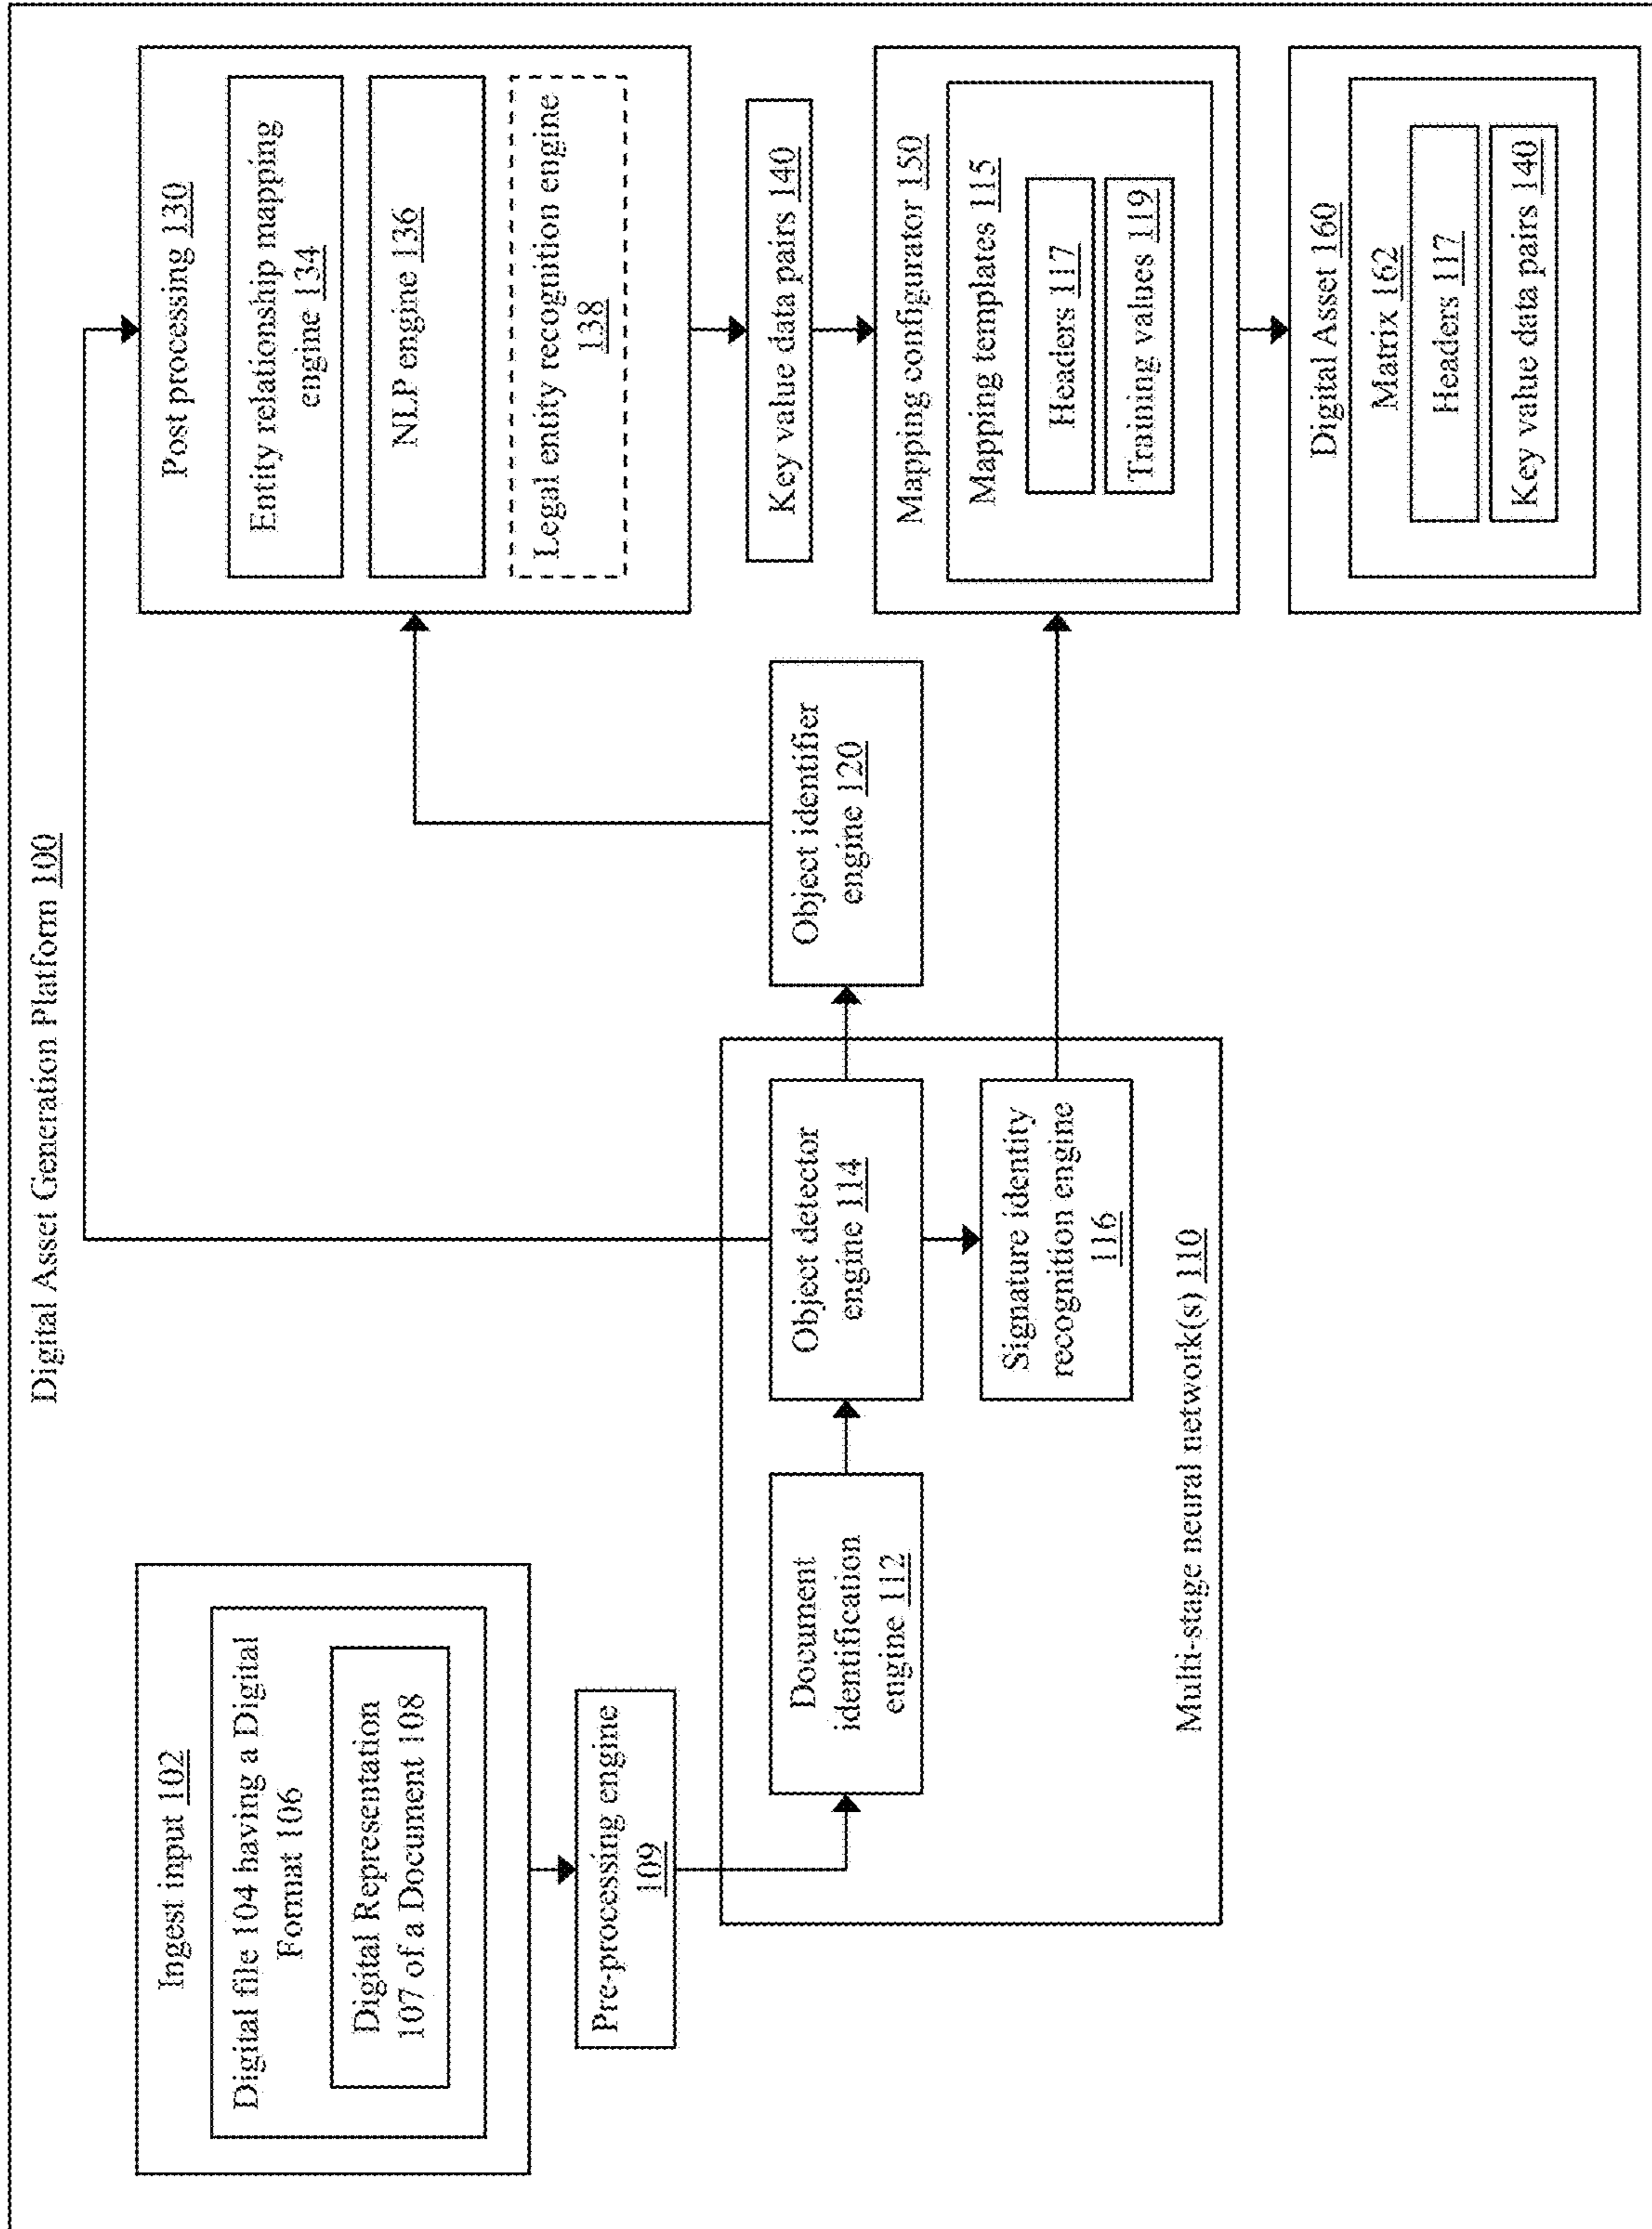 Digital Asset Generation Platform 100
Ingest input 102
Digital file 104 having a Digital
Format 106
Digital Representation
107 of a Document 108
Pre-processing engine
109
Document
identification
engine 112
Object detector
engine 114
Signature identity
recognition engine
116
Multi-stage neural network(s) 110
Object identifier
engine 120
Post processing 130
Entity relationship mapping
engine 134
NLP engine 136
Legal entity recognition engine
138
Key value data pairs 140
Mapping configurator 150
Mapping templates 115
Headers 117
Training values 119
Digital Asset 160
Matrix 162
Headers 117
Key value data pairs 140